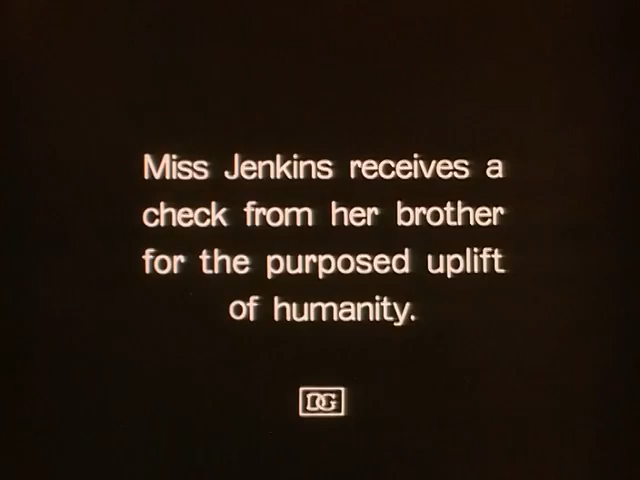 Miss Jenkins receives a
check from her brother
for the purposed uplift
of humanity.
DG